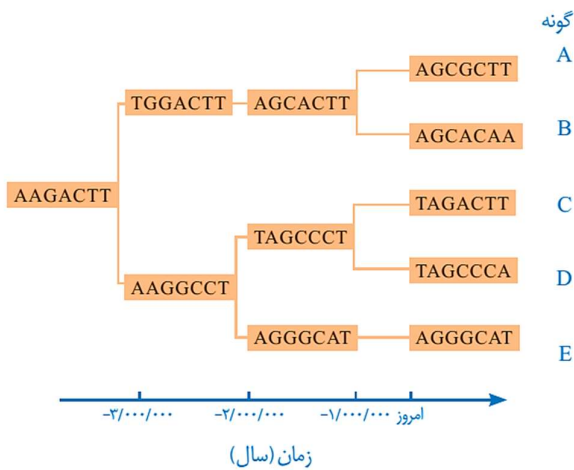 گونه
A
AGCGCTT
TGGACTT
AGCACTT
B
AGCACAA
AAGACTT
C
TAGACTT
TAGCCCT
D
TAGCCCA
AAGGCCT
E
AGGGCAT
AGGGCAT
-۳/۰۰۰/۰۰۰
-۲/۰۰۰/۰۰۰
-۱/۰۰۰/۰۰۰
امروز
زمان (سال)